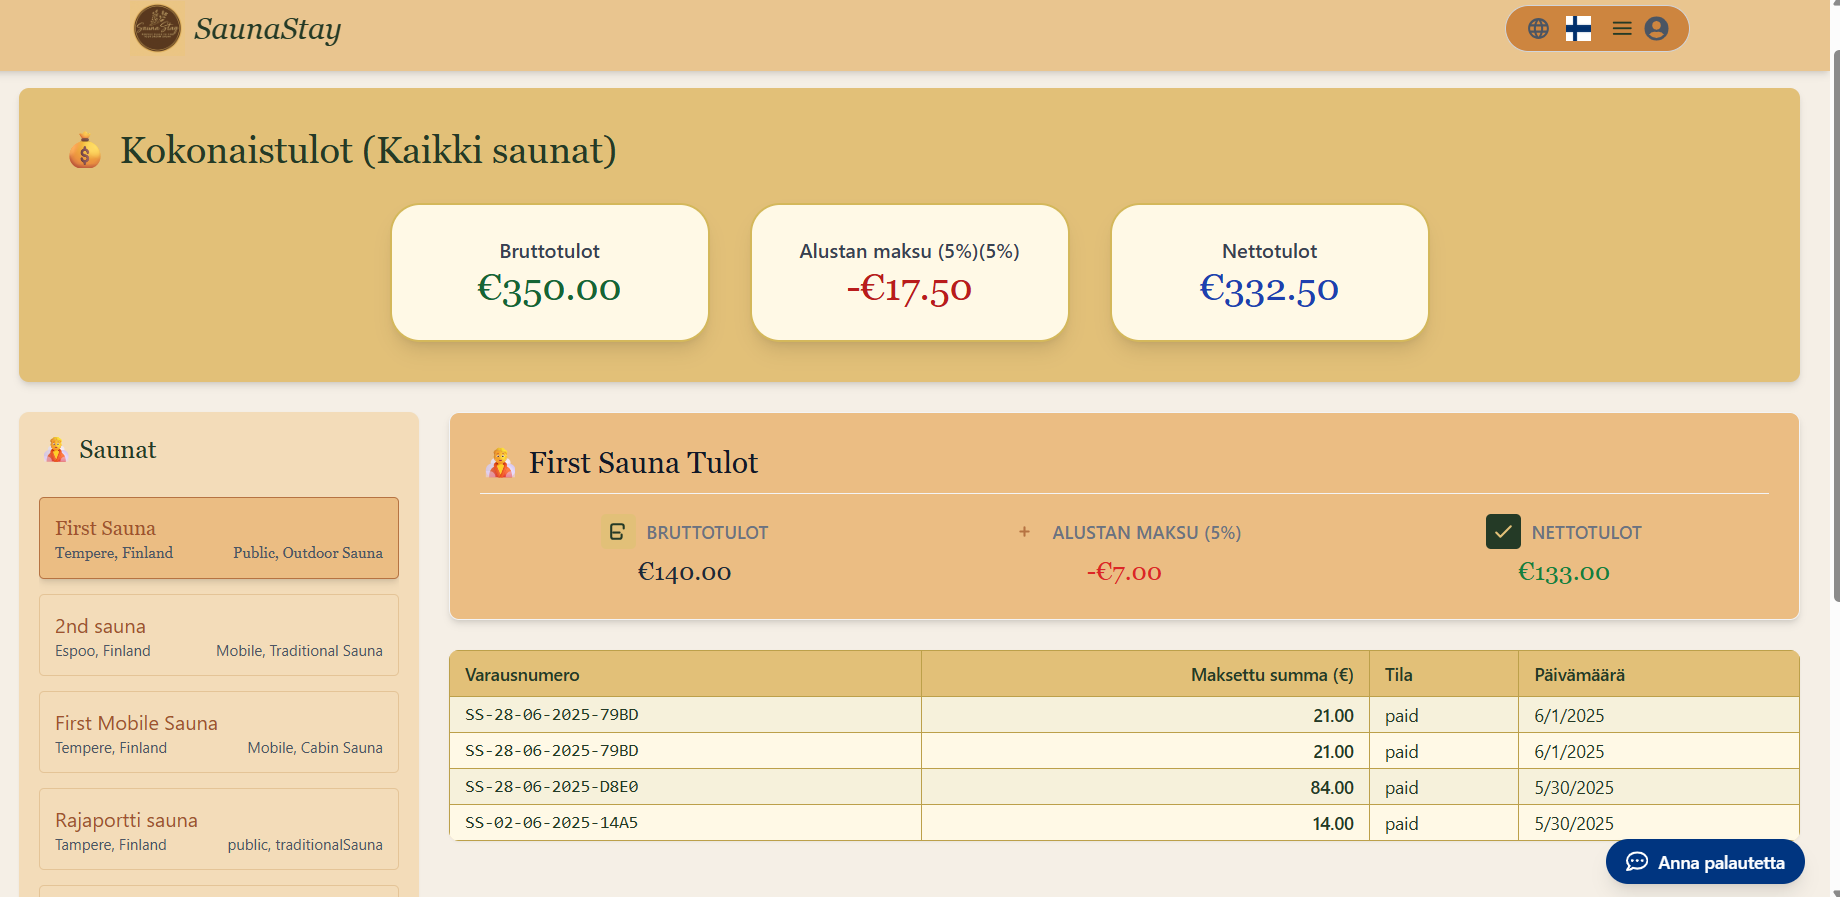 SaunaStay
Kokonaistulot (Kaikki saunat)
Bruttotulot
€350.00
Alustan maksu (5%)(5%)
-€17.50
Nettotulot
€332.50
Saunat
First Sauna
Tempere, Finland Public, Outdoor Sauna
2nd sauna
Espoo, Finland Mobile, Traditional Sauna
First Mobile Sauna
Tempere, Finland Mobile, Cabin Sauna
Rajaportti sauna
Tampere, Finland public, traditionalSauna
First Sauna Tulot
BRUTTOTULOT
€140.00
+ ALUSTAN MAKSU (5%)
-€7.00
NETTOTULOT
€133.00
Varausnumero Maksettu summa (€) Tila Päivämäärä
SS-28-06-2025-79BD 21.00 paid 6/1/2025
SS-28-06-2025-79BD 21.00 paid 6/1/2025
SS-28-06-2025-D8E0 84.00 paid 5/30/2025
SS-02-06-2025-14A5 14.00 paid 5/30/2025
Anna palautetta